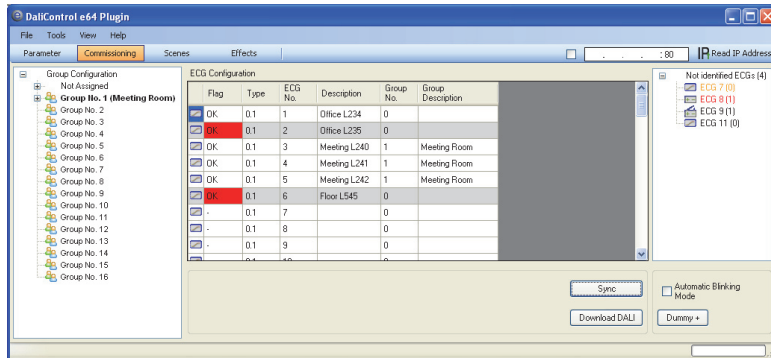 DaliControl e64 Plugin
File Tools View Help
Parameter Commissioning Scenes Effects . . . : 80 IP Read IP Address
Group Configuration
Not Assigned
Group No. 1 (Meeting Room)
Group No. 2
Group No. 3
Group No. 4
Group No. 5
Group No. 6
Group No. 7
Group No. 8
Group No. 9
Group No. 10
Group No. 11
Group No. 12
Group No. 13
Group No. 14
Group No. 15
Group No. 16
ECG Configuration
Flag Type ECG No. Description Group No. Group Description
OK 0.1 1 Office L234 0
OK 0.1 2 Office L235 0
OK 0.1 3 Meeting L240 1 Meeting Room
OK 0.1 4 Meeting L241 1 Meeting Room
OK 0.1 5 Meeting L242 1 Meeting Room
OK 0.1 6 Floor L545 0
- 0.1 7 0
- 0.1 8 0
- 0.1 9 0
Sync
Download DALI
Not identified ECGs (4)
ECG 7 (0)
ECG 8 (1)
ECG 9 (1)
ECG 11 (0)
Automatic Blinking
Mode
Dummy +